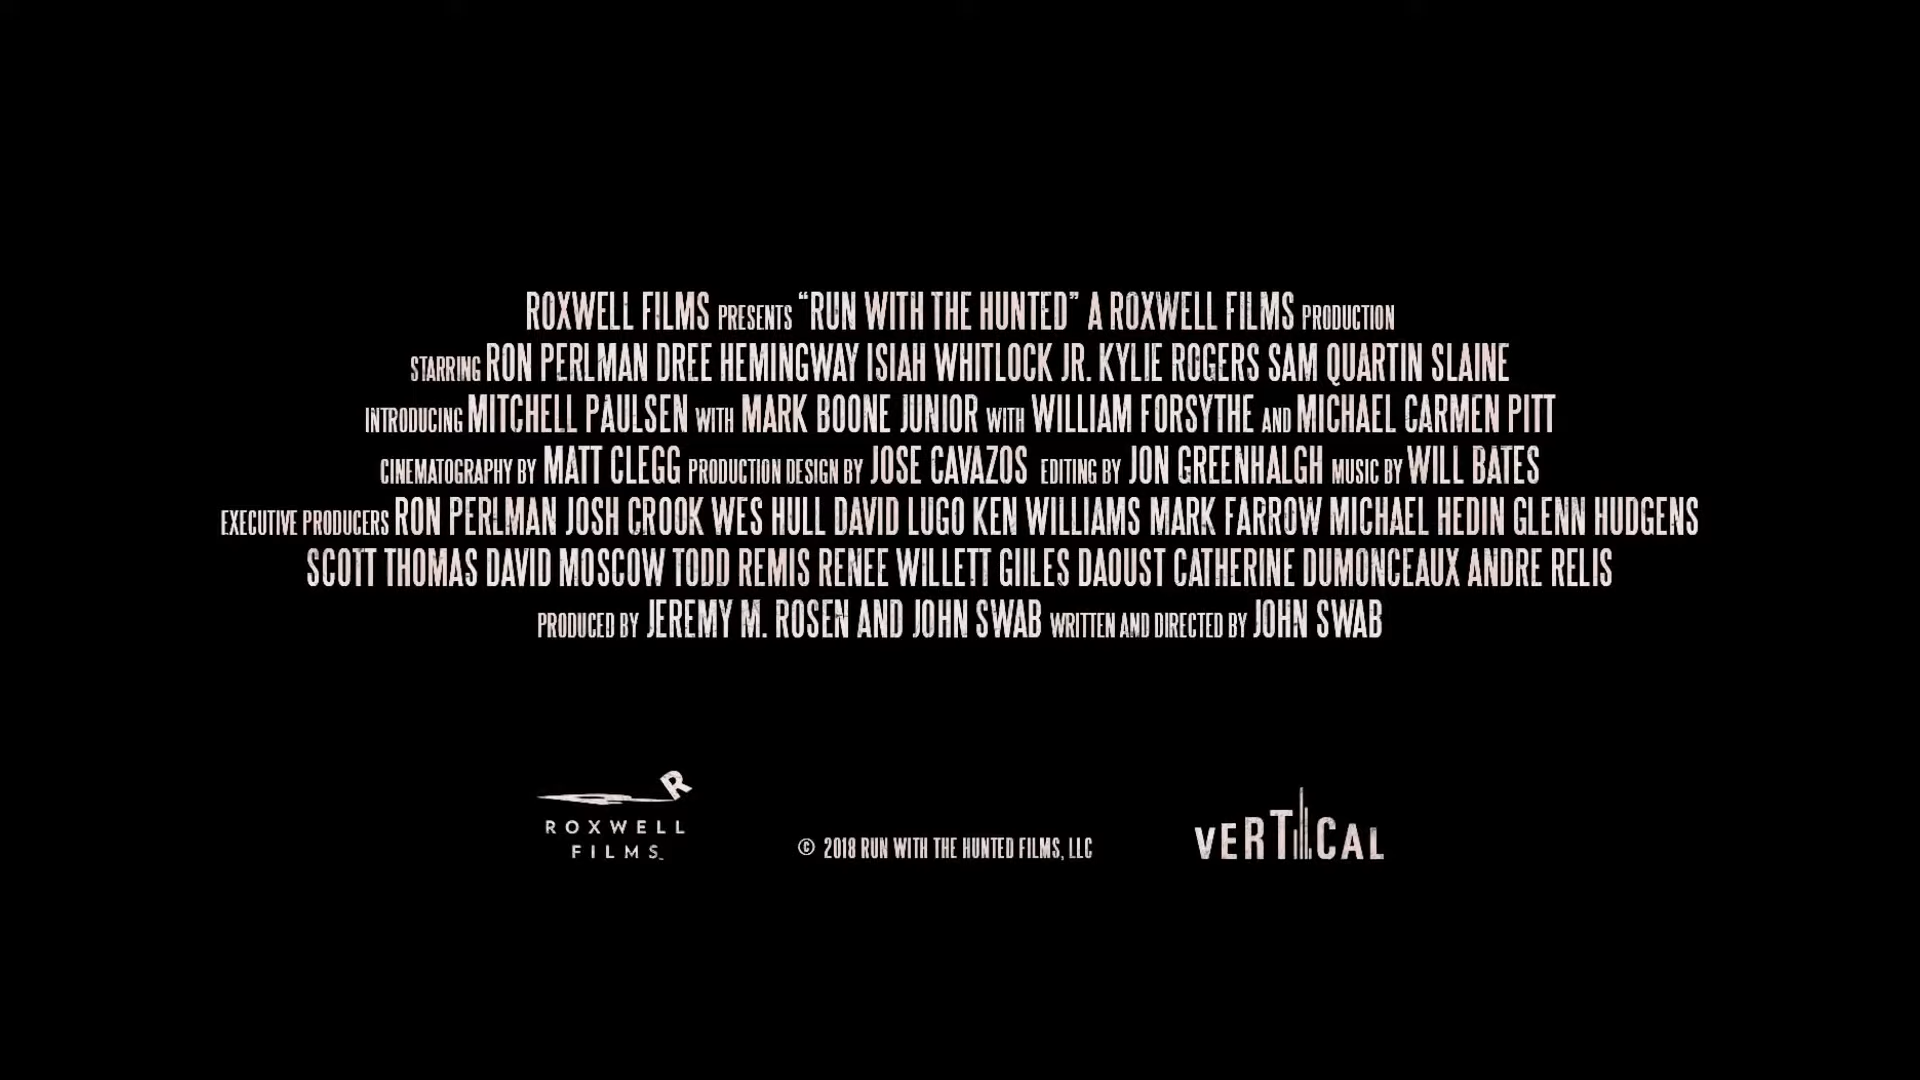 ROXWELL FILMS PRESENTS “RUN WITH THE HUNTED” A ROXWELL FILMS PRODUCTION
STARRING RON PERLMAN DREE HEMINGWAY ISIAH WHITLOCK JR. KYLIE ROGERS SAM QUARTIN SLAINE
INTRODUCING MITCHELL PAULSEN WITH MARK BOONE JUNIOR WITH WILLIAM FORSYTHE AND MICHAEL CARMEN PITT
CINEMATOGRAPHY BY MATT CLEGG PRODUCTION DESIGN BY JOSE CAVAZOS EDITING BY JON GREENHALGH MUSIC BY WILL BATES
EXECUTIVE PRODUCERS RON PERLMAN JOSH CROOK WES HULL DAVID LUGO KEN WILLIAMS MARK FARROW MICHAEL HEDIN GLENN HUDGENS
SCOTT THOMAS DAVID MOSCOW TODD REMIS RENEE WILLETT GIILES DAOUST CATHERINE DUMONCEAUX ANDRE RELIS
PRODUCED BY JEREMY M. ROSEN AND JOHN SWAB WRITTEN AND DIRECTED BY JOHN SWAB
R
ROXWELL
FILMS
© 2018 RUN WITH THE HUNTED FILMS, LLC
VERTICAL